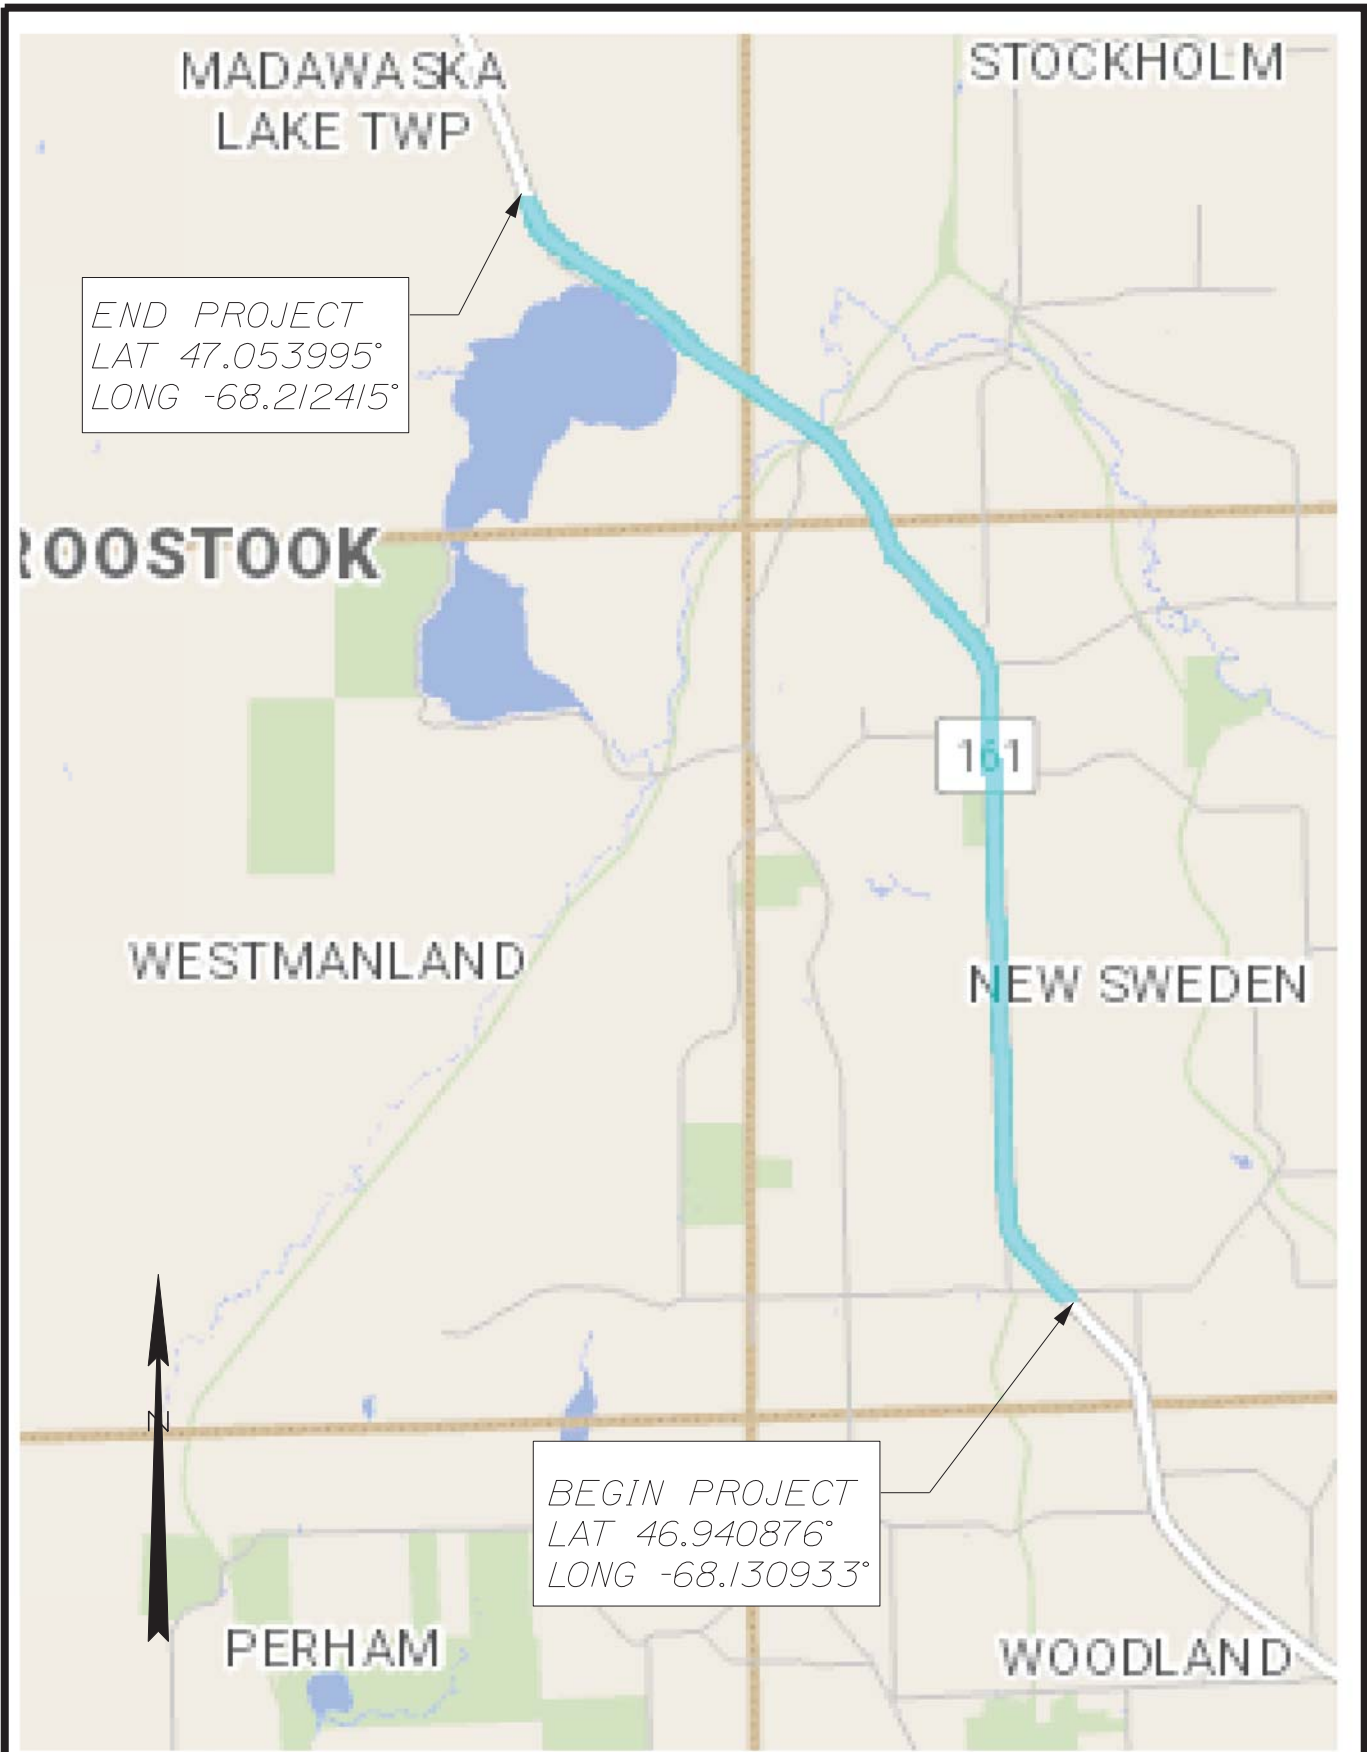 MADAWASKA
LAKE TWP
STOCKHOLM
END PROJECT
LAT 47.053995°
LONG -68.212415°
ROOSTOOK
161
WESTMANLAND
NEW SWEDEN
N
BEGIN PROJECT
LAT 46.940876°
LONG -68.130933°
PERHAM
WOODLAND